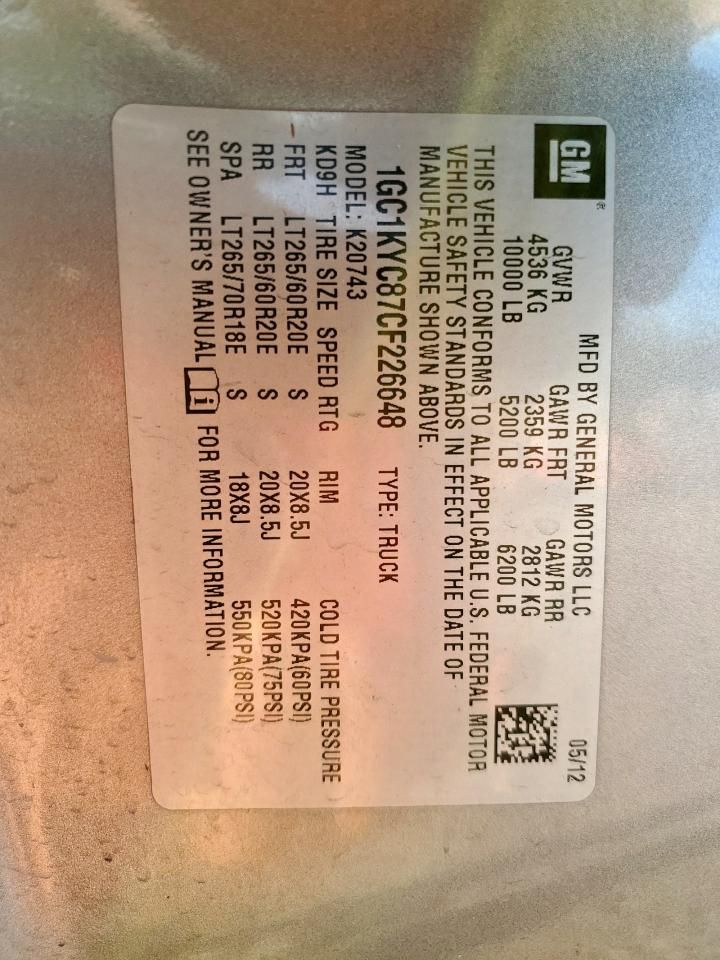 GM®
MFD BY GENERAL MOTORS LLC 05/12
GVWR GAWR FRT GAWR RR
4536 KG 2359 KG 2812 KG
10000 LB 5200 LB 6200 LB
THIS VEHICLE CONFORMS TO ALL APPLICABLE U.S. FEDERAL MOTOR
VEHICLE SAFETY STANDARDS IN EFFECT ON THE DATE OF
MANUFACTURE SHOWN ABOVE.
1GC1KYC87CF226648 TYPE: TRUCK
MODEL: K20743
KD9H TIRE SIZE SPEED RTG RIM COLD TIRE PRESSURE
FRT LT265/60R20E S 20X8.5J 420KPA(60PSI)
RR LT265/60R20E S 20X8.5J 520KPA(75PSI)
SPA LT265/70R18E S 18X8J 550KPA(80PSI)
SEE OWNER'S MANUAL i FOR MORE INFORMATION.